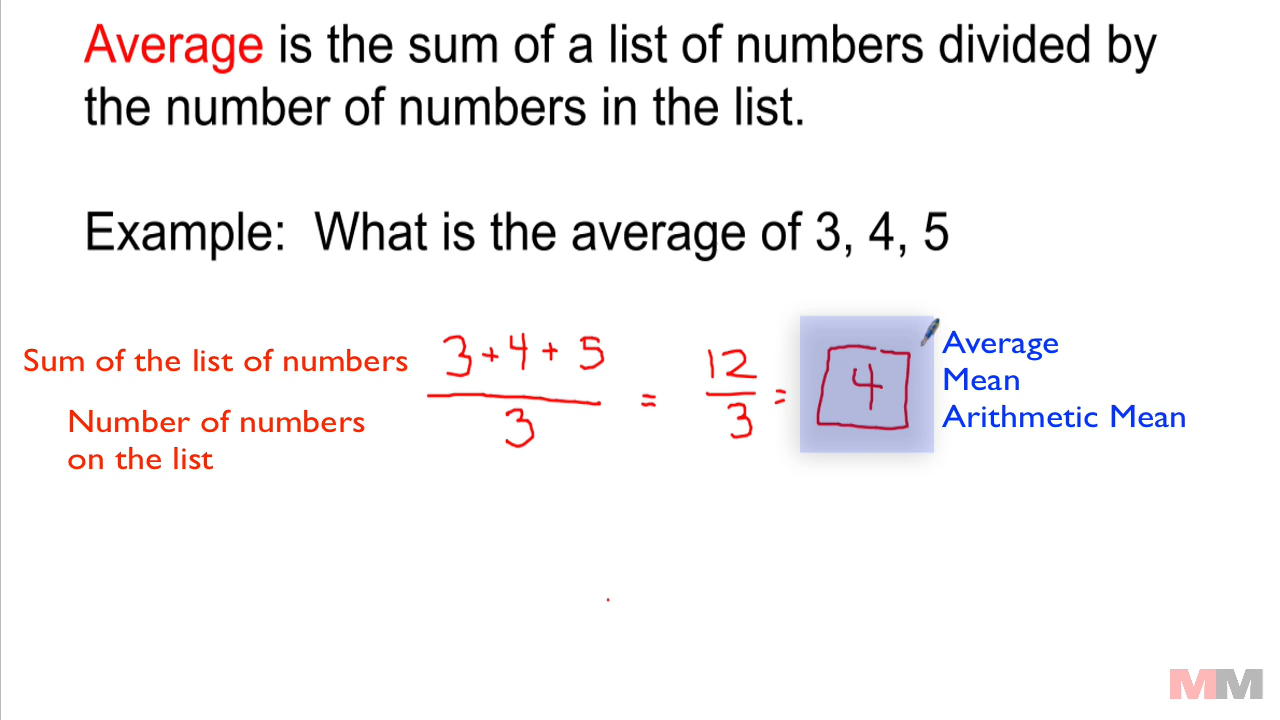 Average is the sum of a list of numbers divided by
the number of numbers in the list.
Example: What is the average of 3, 4, 5
Sum of the list of numbers
Number of numbers
on the list
3 + 4 + 5
3
=
12
3
=
4
Average
Mean
Arithmetic Mean
MM